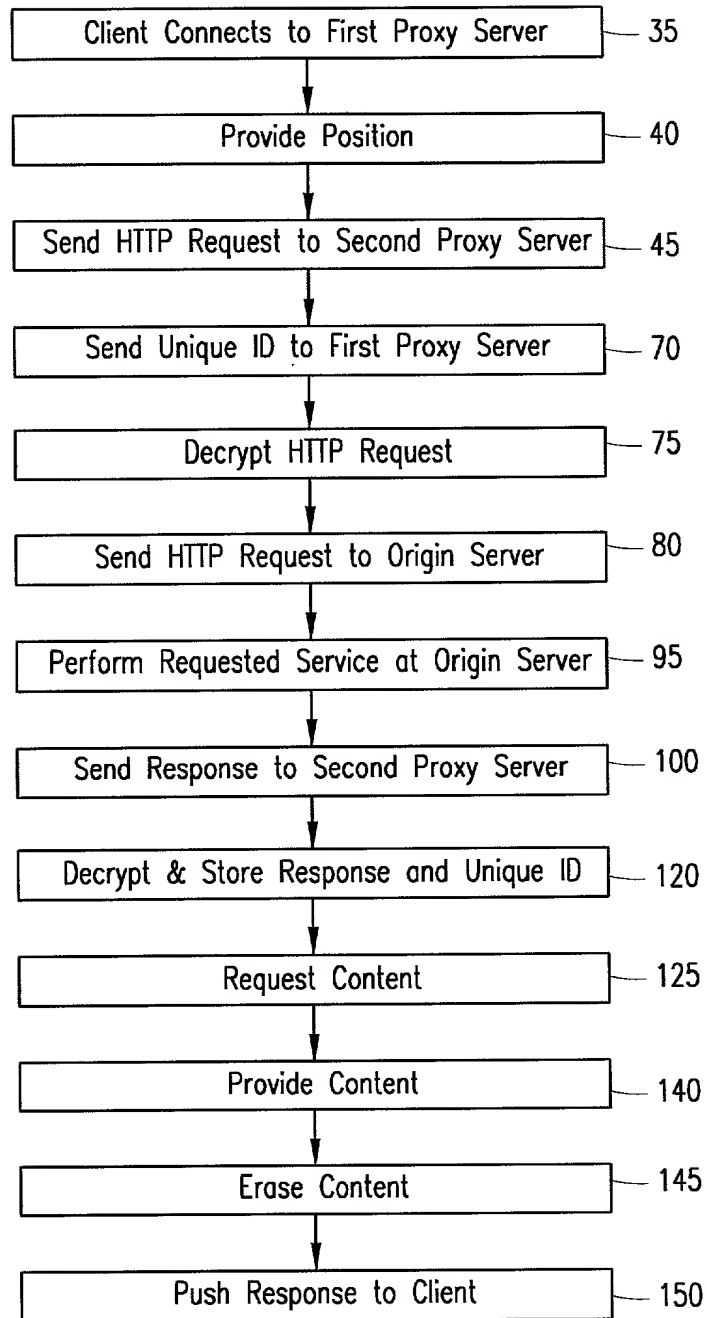 Client Connects to First Proxy Server 35
Provide Position 40
Send HTTP Request to Second Proxy Server 45
Send Unique ID to First Proxy Server 70
Decrypt HTTP Request 75
Send HTTP Request to Origin Server 80
Perform Requested Service at Origin Server 95
Send Response to Second Proxy Server 100
Decrypt & Store Response and Unique ID 120
Request Content 125
Provide Content 140
Erase Content 145
Push Response to Client 150